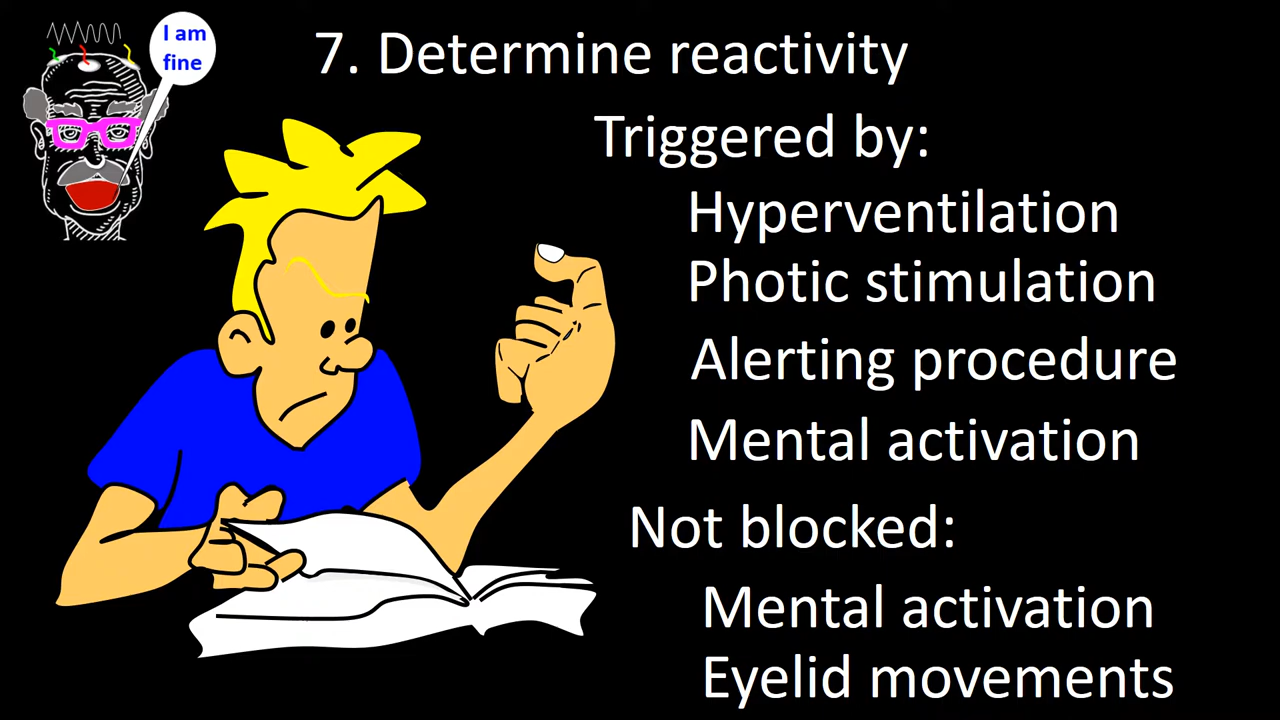 I am
fine
7. Determine reactivity
Triggered by:
Hyperventilation
Photic stimulation
Alerting procedure
Mental activation
Not blocked:
Mental activation
Eyelid movements